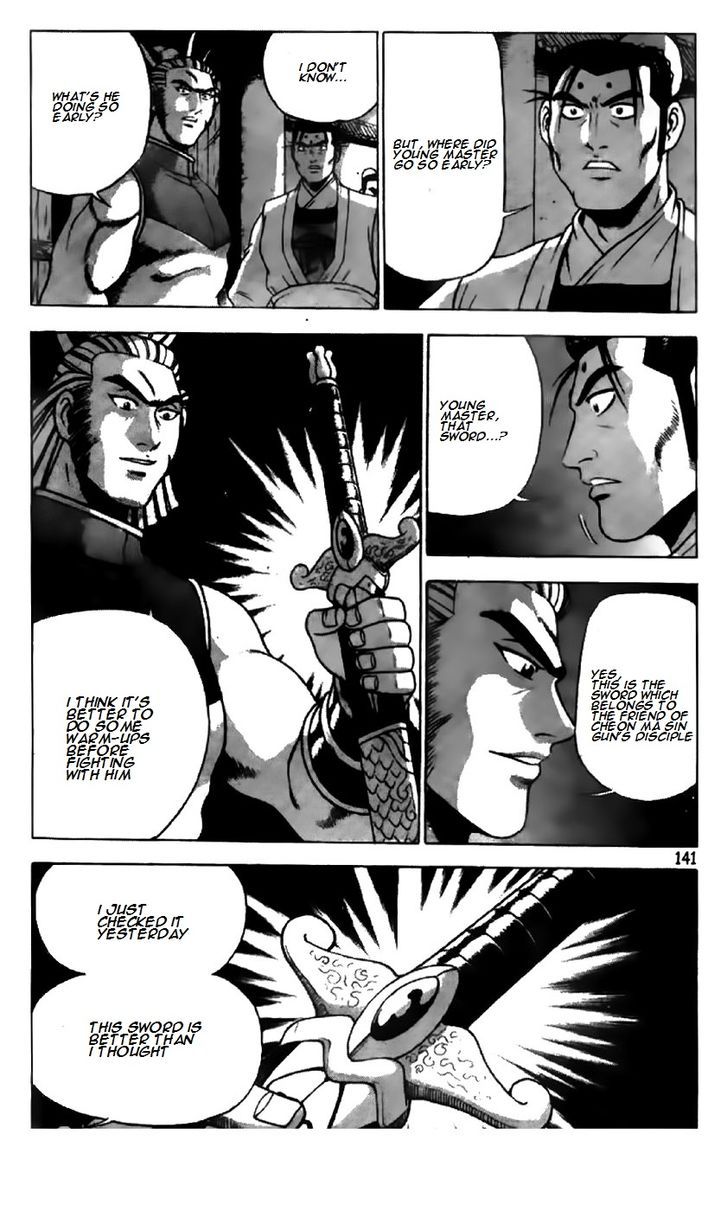 WHAT'S HE
DOING SO
EARLY?
I DON'T
KNOW...
BUT, WHERE DID
YOUNG MASTER
GO SO EARLY?
I THINK IT'S
BETTER TO
DO SOME
WARM-UPS
BEFORE
FIGHTING
WITH HIM
YOUNG
MASTER,
THAT
SWORD...?
YES,
THIS IS THE
SWORD WHICH
BELONGS TO
THE FRIEND OF
CHEON MA SIN
GUN'S DISCIPLE
141
I JUST
CHECKED IT
YESTERDAY
THIS SWORD IS
BETTER THAN
I THOUGHT